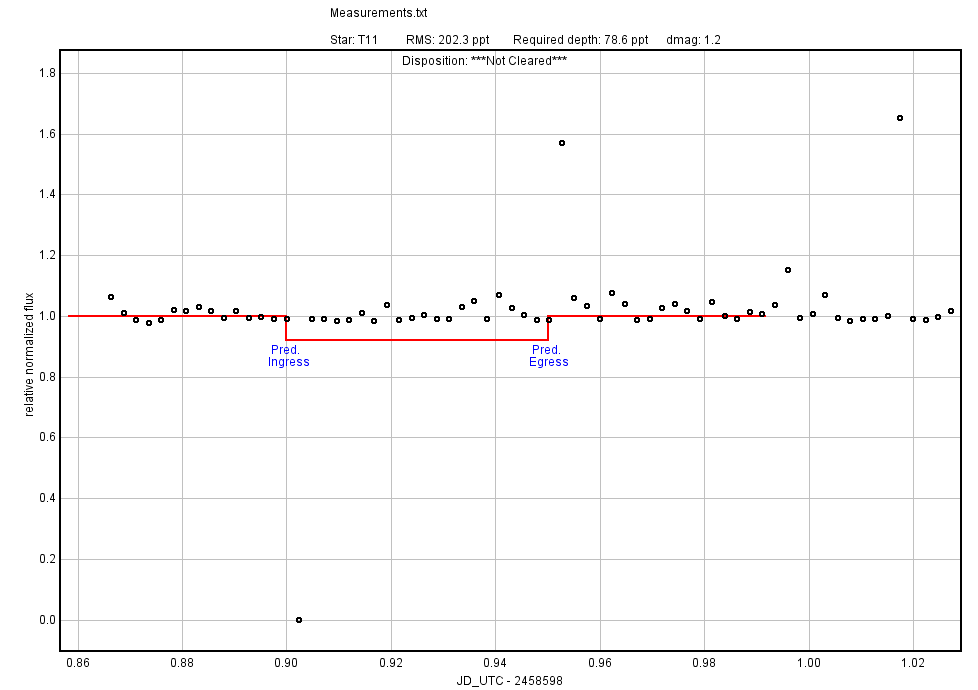 Measurements.txt
Star: T11 RMS: 202.3 ppt Required depth: 78.6 ppt dmag: 1.2
Disposition: ***Not Cleared***
relative normalized flux
1.8
1.6
1.4
1.2
1.0
0.8
0.6
0.4
0.2
0.0
Pred.
Ingress
Pred.
Egress
0.86 0.88 0.90 0.92 0.94 0.96 0.98 1.00 1.02
JD_UTC - 2458598